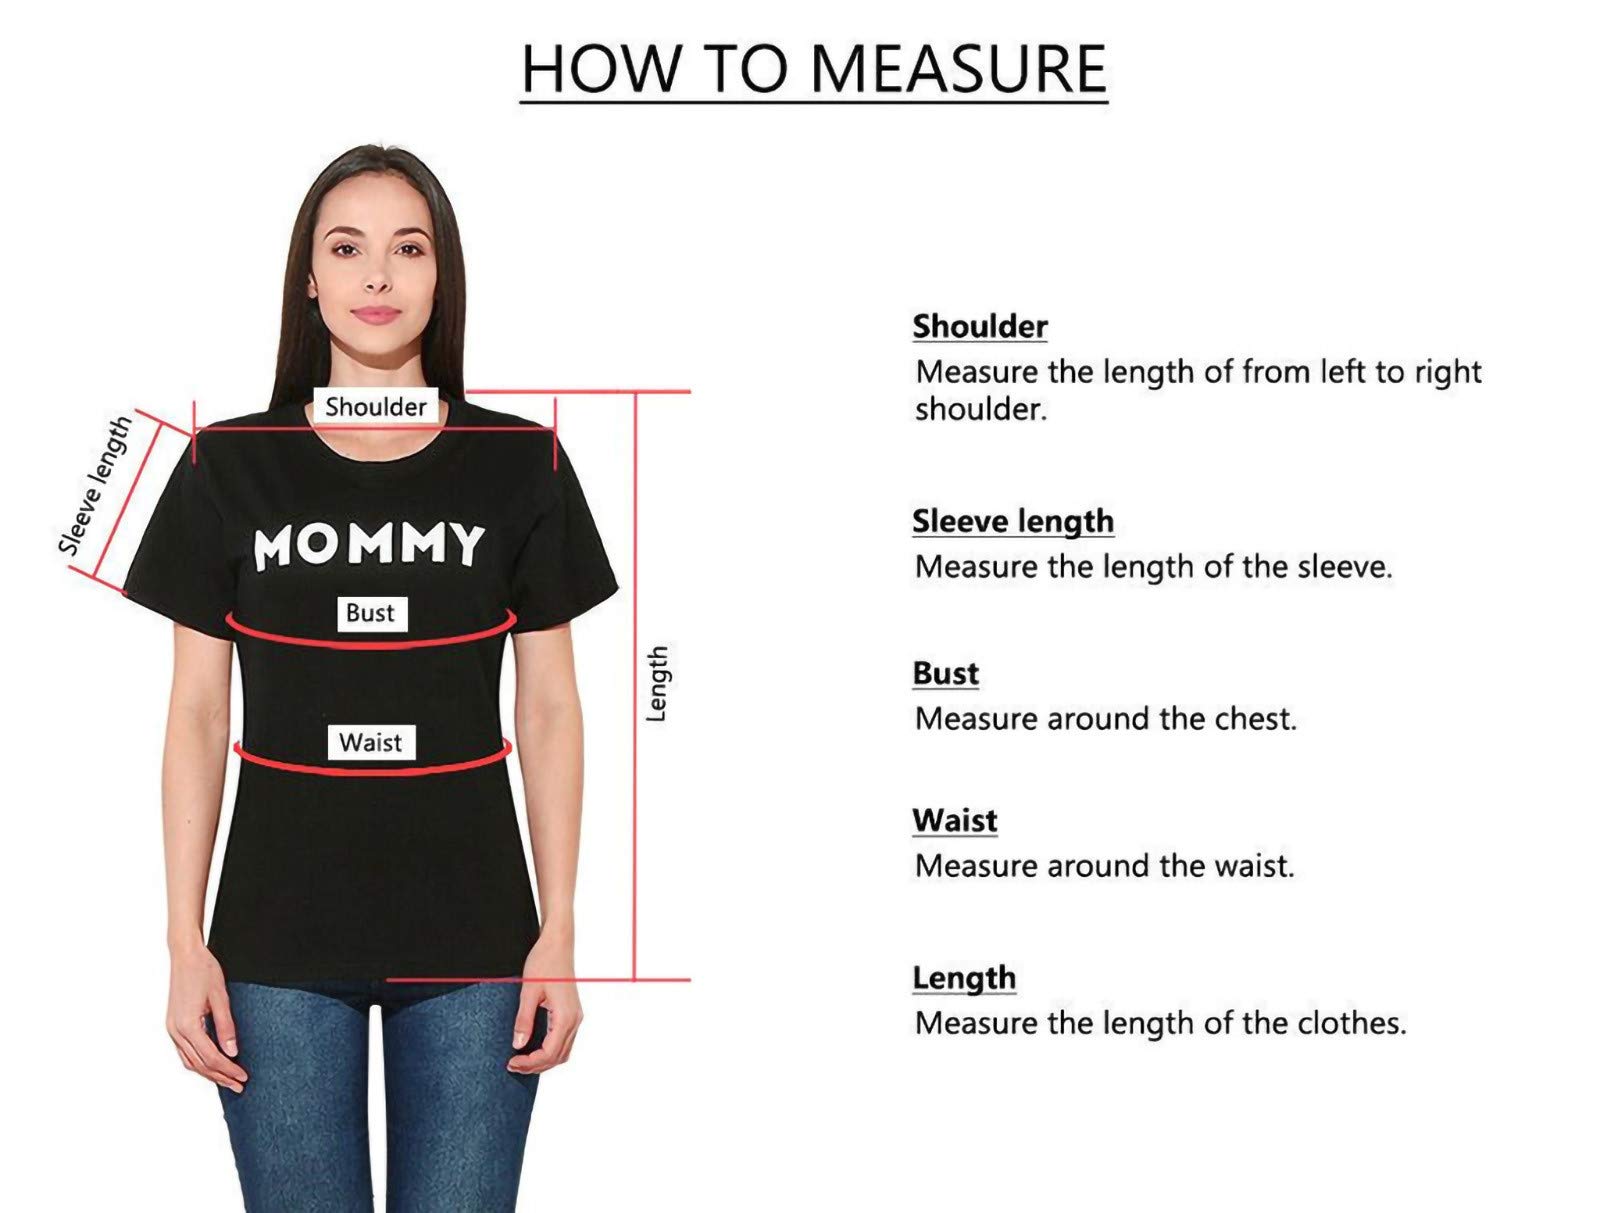 HOW TO MEASURE
Shoulder
Sleeve length
MOMMY
Bust
Waist
Length
Shoulder
Measure the length of from left to right
shoulder.
Sleeve length
Measure the length of the sleeve.
Bust
Measure around the chest.
Waist
Measure around the waist.
Length
Measure the length of the clothes.